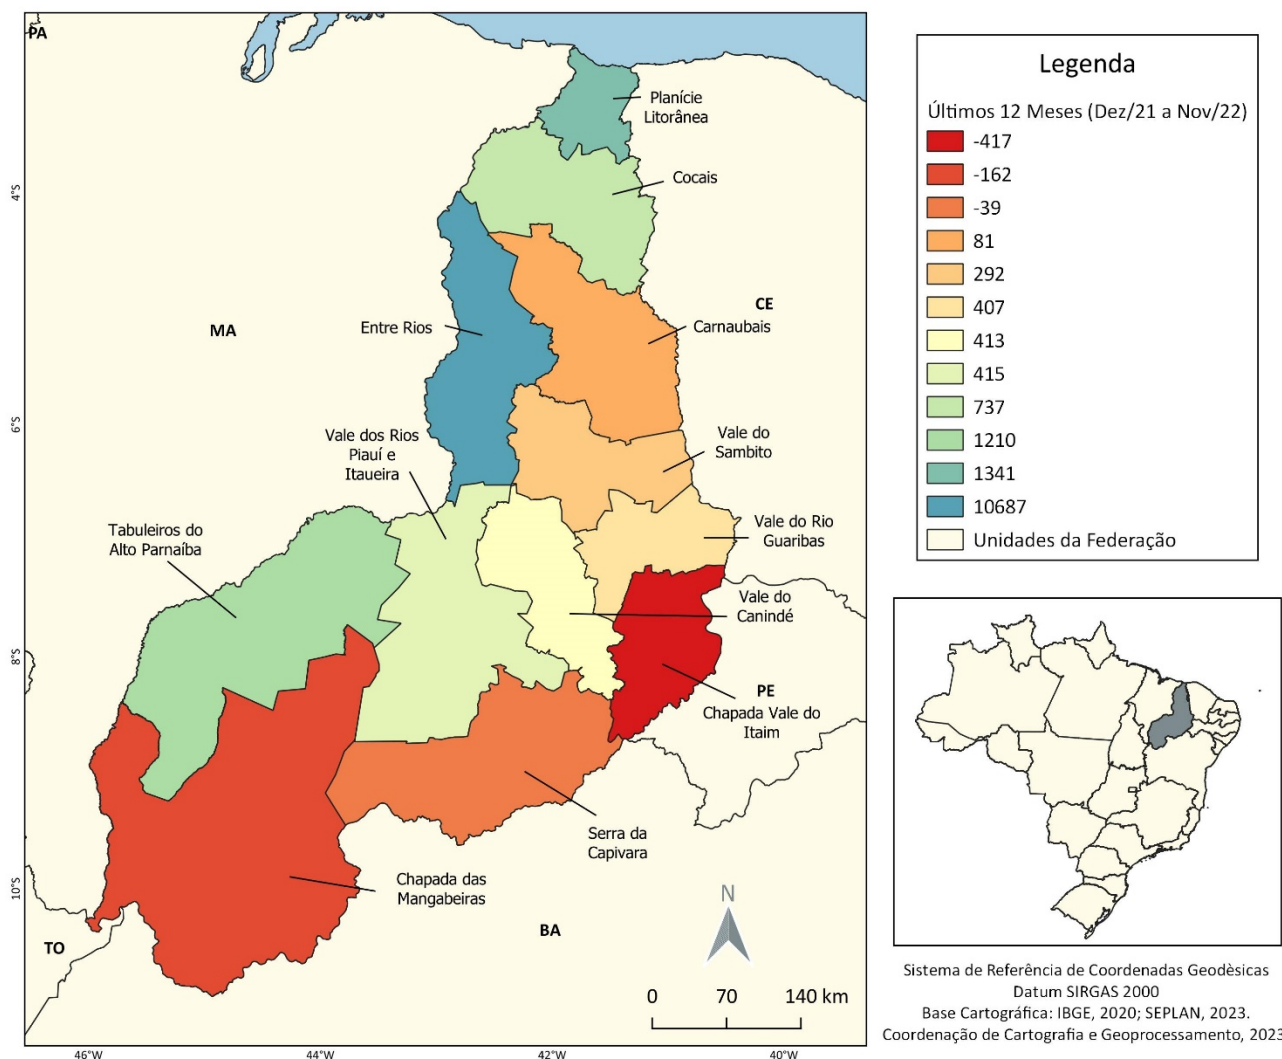 PA
Planície
Litorânea
Cocais
CE
MA
Entre Rios
Carnaubais
Vale dos Rios
Piauí e
Itaueira
Vale do
Sambito
Tabuleiros do
Alto Parnaíba
Vale do Rio
Guaribas
Vale do
Canindé
PE
Chapada Vale do
Itaim
Serra da
Capivara
Chapada das
Mangabeiras
TO
BA
N
0 70 140 km
4°S
6°S
8°S
10°S
46°W 44°W 42°W 40°W
Legenda
Últimos 12 Meses (Dez/21 a Nov/22)
-417
-162
-39
81
292
407
413
415
737
1210
1341
10687
Unidades da Federação
Sistema de Referência de Coordenadas Geodèsicas
Datum SIRGAS 2000
Base Cartográfica: IBGE, 2020; SEPLAN, 2023.
Coordenação de Cartografia e Geoprocessamento, 2023